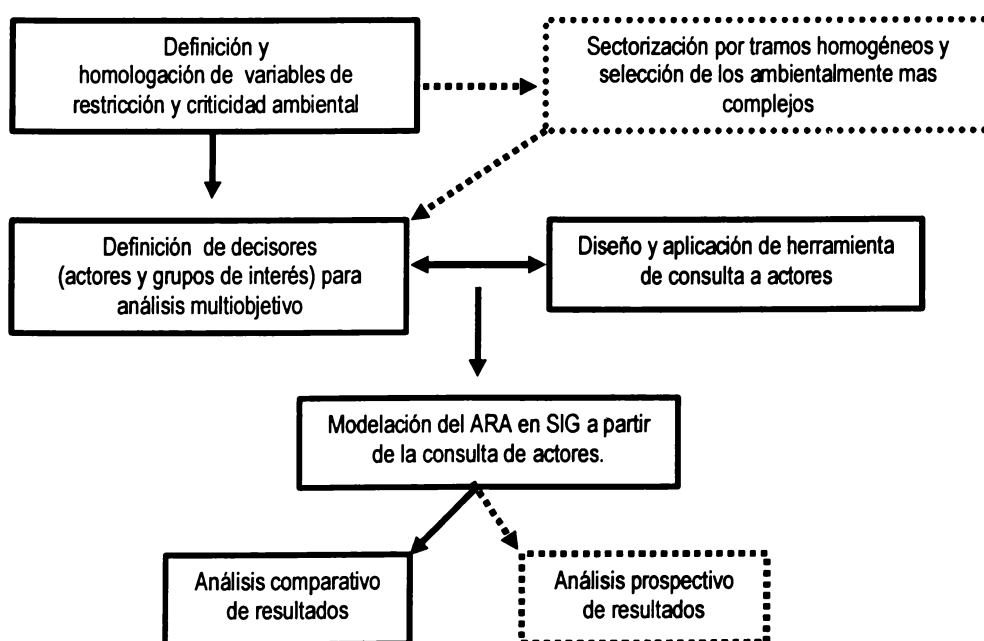 Definición y
homologación de variables de
restricción y criticidad ambiental
Sectorización por tramos homogéneos y
selección de los ambientalmente mas
complejos
Definición de decisores
(actores y grupos de interés) para
análisis multiobjetivo
Diseño y aplicación de herramienta
de consulta a actores
Modelación del ARA en SIG a partir
de la consulta de actores.
Análisis comparativo
de resultados
Análisis prospectivo
de resultados